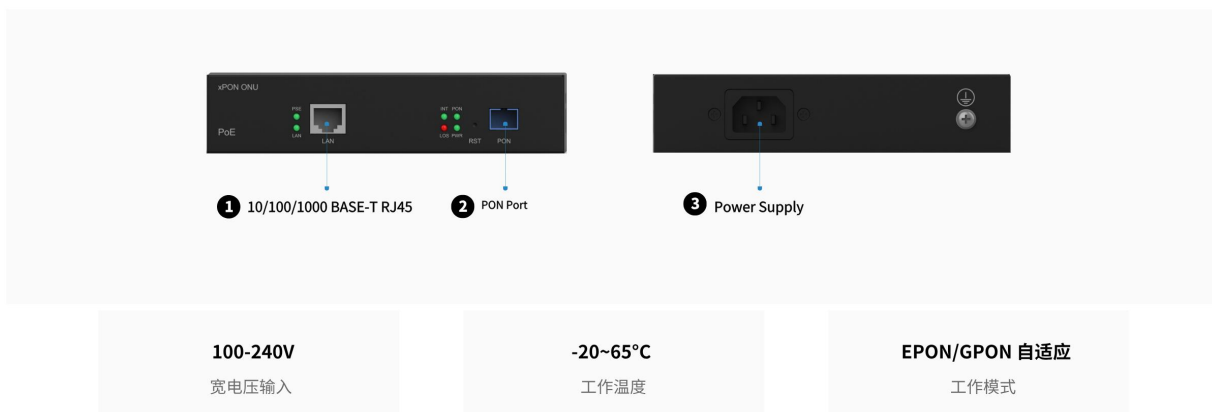 xPON ONU
PoE
PSE
LAN
LAN
INT PON
LOS PWR
RST
PON
1 10/100/1000 BASE-T RJ45
2 PON Port
3 Power Supply
100-240V
宽电压输入
-20~65°C
工作温度
EPON/GPON 自适应
工作模式